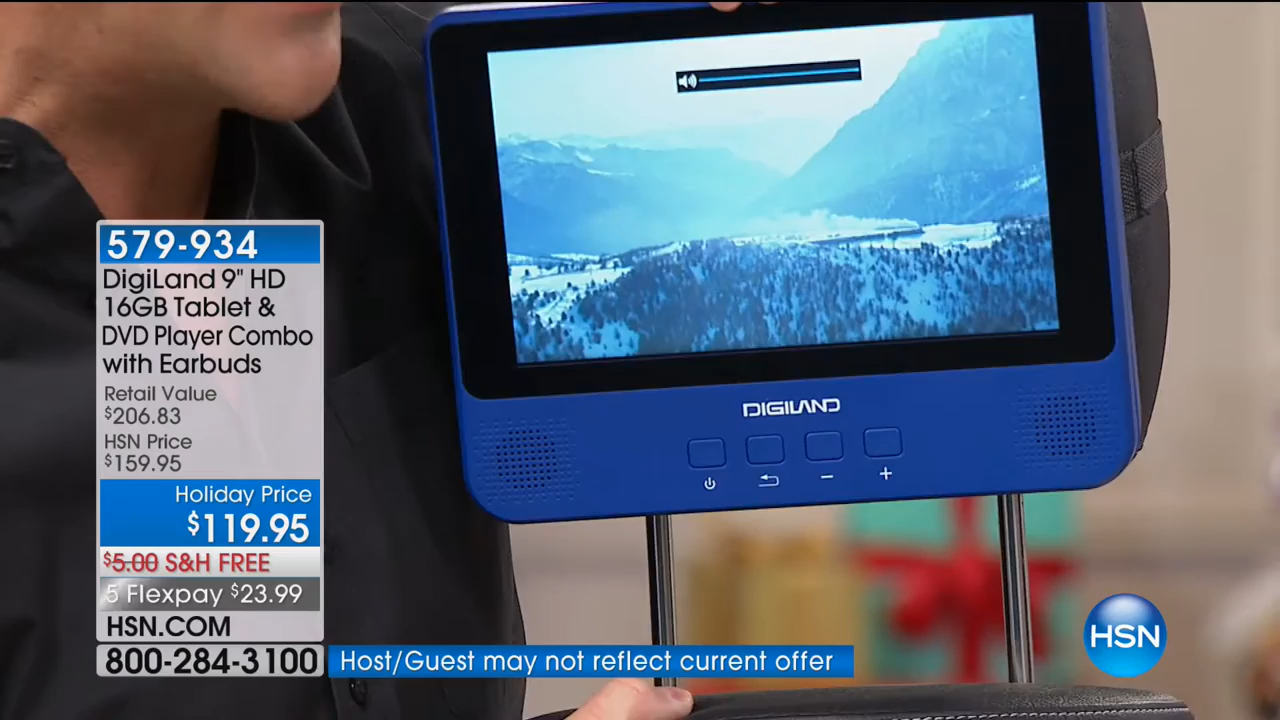 579-934
DigiLand 9" HD
16GB Tablet &
DVD Player Combo
with Earbuds
Retail Value
$206.83
HSN Price
$159.95
Holiday Price
$119.95
$5.00 S&H FREE
5 Flexpay $23.99
HSN.COM
800-284-3100
Host/Guest may not reflect current offer
DIGILAND
HSN